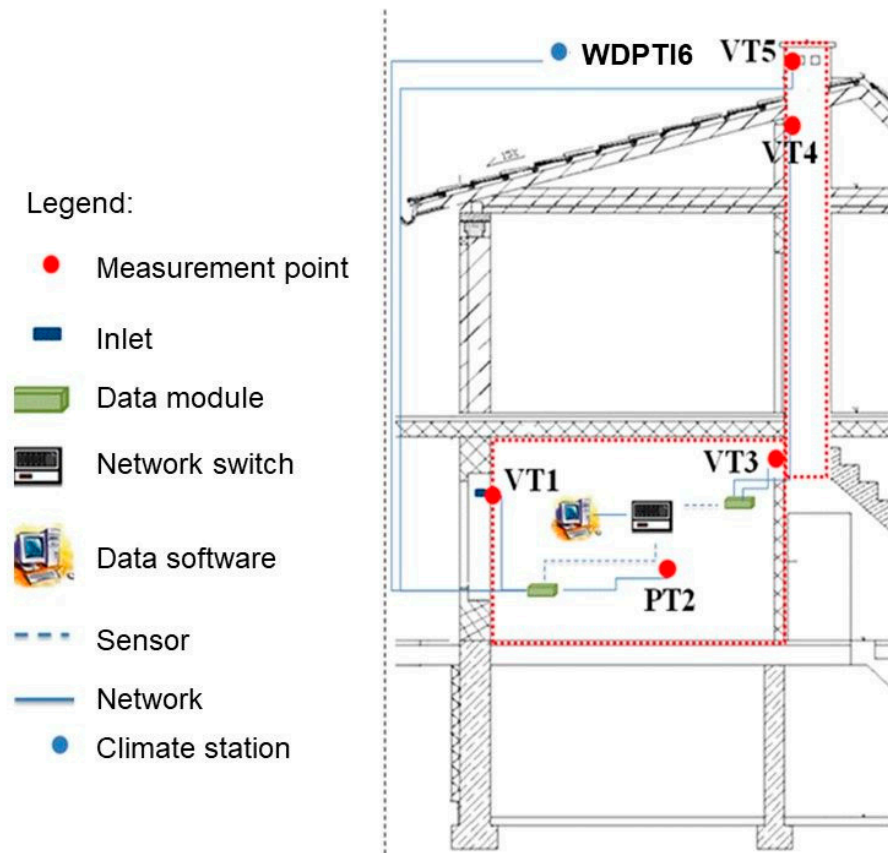 WDPTI6
VT5
VT4
Legend:
Measurement point
Inlet
Data module
Network switch
Data software
Sensor
Network
Climate station
VT3
VT1
PT2